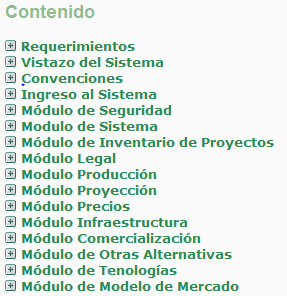 Contenido
Requerimientos
Vistazo del Sistema
Convenciones
Ingreso al Sistema
Módulo de Seguridad
Modulo de Sistema
Módulo de Inventario de Proyectos
Módulo Legal
Modulo Producción
Módulo Proyección
Módulo Precios
Módulo Infraestructura
Módulo Comercialización
Módulo de Otras Alternativas
Módulo de Tenologías
Módulo de Modelo de Mercado